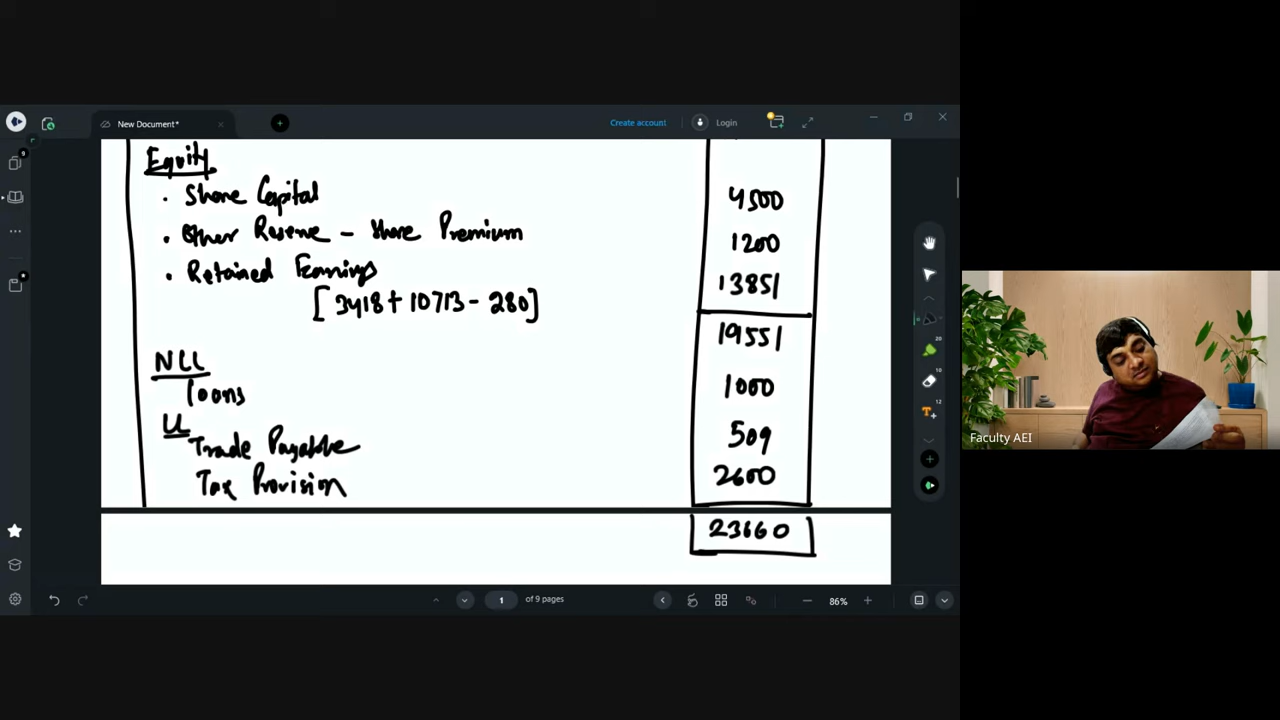 New Document*
Create account
Login
Equity
· Share Capital 4500
· Other Reserve - Share Premium 1200
· Retained Earnings 13851
[3418 + 10713 - 280]
19551
NCL
loans 1000
CL
Trade Payable 509
Tax Provision 2600
23660
Faculty AEI
1 of 9 pages
86%